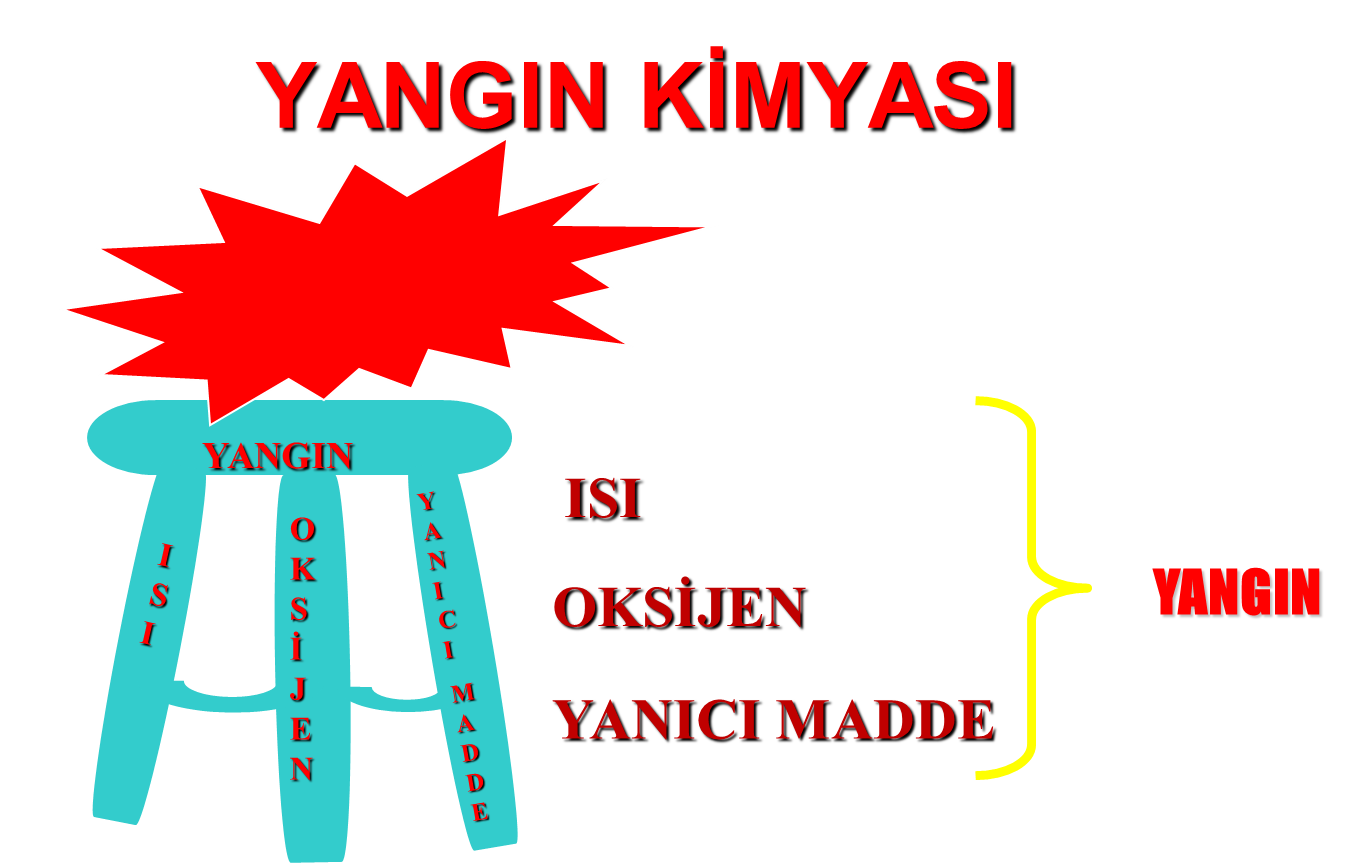 YANGIN KİMYASI
YANGIN
ISI
OKSİJEN
YANICI MADDE
ISI
OKSİJEN
YANICI MADDE
YANGIN